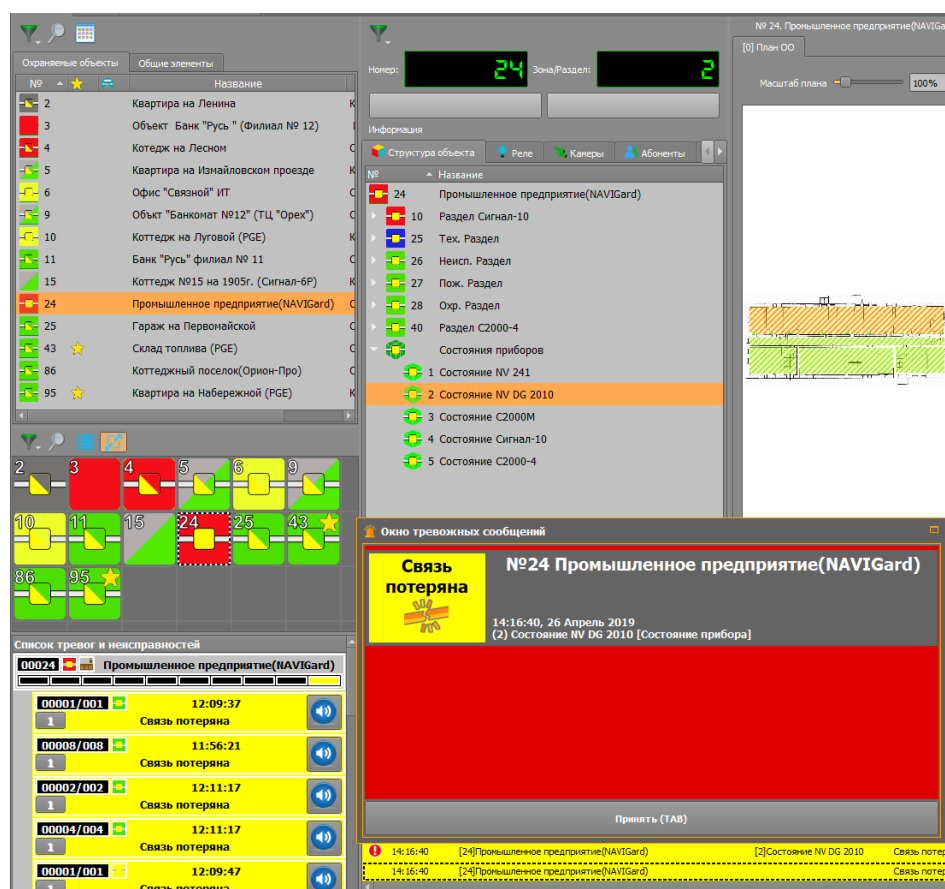 № 24. Промышленное предприятие(NAVIGa
[0] План ОО
Масштаб плана
100%
Охраняемые объекты
Общие элементы
№
Название
2 Квартира на Ленина К
3 Объект Банк "Русь " (Филиал № 12)
4 Котедж на Лесном С
5 Квартира на Измайловском проезде К
6 Офис "Связной" ИТ С
9 Объкт "Банкомат №12" (ТЦ "Орех") С
10 Коттедж на Луговой (PGE) К
11 Банк "Русь" филиал № 11 С
15 Коттедж №15 на 1905г. (Сигнал-6Р) К
24 Промышленное предприятие(NAVIGard) С
25 Гараж на Первомайской С
43 Склад топлива (PGE) С
86 Коттеджный поселок(Орион-Про) С
95 Квартира на Набережной (PGE) К
2 3 4 5 6 9
10 11 15 24 25 43
86 95
Список тревог и неисправностей
00024 Промышленное предприятие(NAVIGard)
00001/001 12:09:37
1 Связь потеряна
00008/008 11:56:21
1 Связь потеряна
00002/002 12:11:17
1 Связь потеряна
00004/004 12:11:17
1 Связь потеряна
00001/001 12:09:47
1 Связь потеряна
Номер: 24 Зона/Раздел: 2
Информация
Структура объекта
Реле
Камеры
Абоненты
№ Название
24 Промышленное предприятие(NAVIGard)
10 Раздел Сигнал-10
25 Тех. Раздел
26 Неисп. Раздел
27 Пож. Раздел
28 Охр. Раздел
40 Раздел С2000-4
Состояния приборов
1 Состояние NV 241
2 Состояние NV DG 2010
3 Состояние С2000М
4 Состояние Сигнал-10
5 Состояние С2000-4
Окно тревожных сообщений
Связь
потеряна
№24 Промышленное предприятие(NAVIGard)
14:16:40, 26 Апрель 2019
(2) Состояние NV DG 2010 [Состояние прибора]
Принять (TAB)
14:16:40 [24]Промышленное предприятие(NAVIGard) [2]Состояние NV DG 2010 Связь потер
14:16:40 [24]Промышленное предприятие(NAVIGard) Связь потер